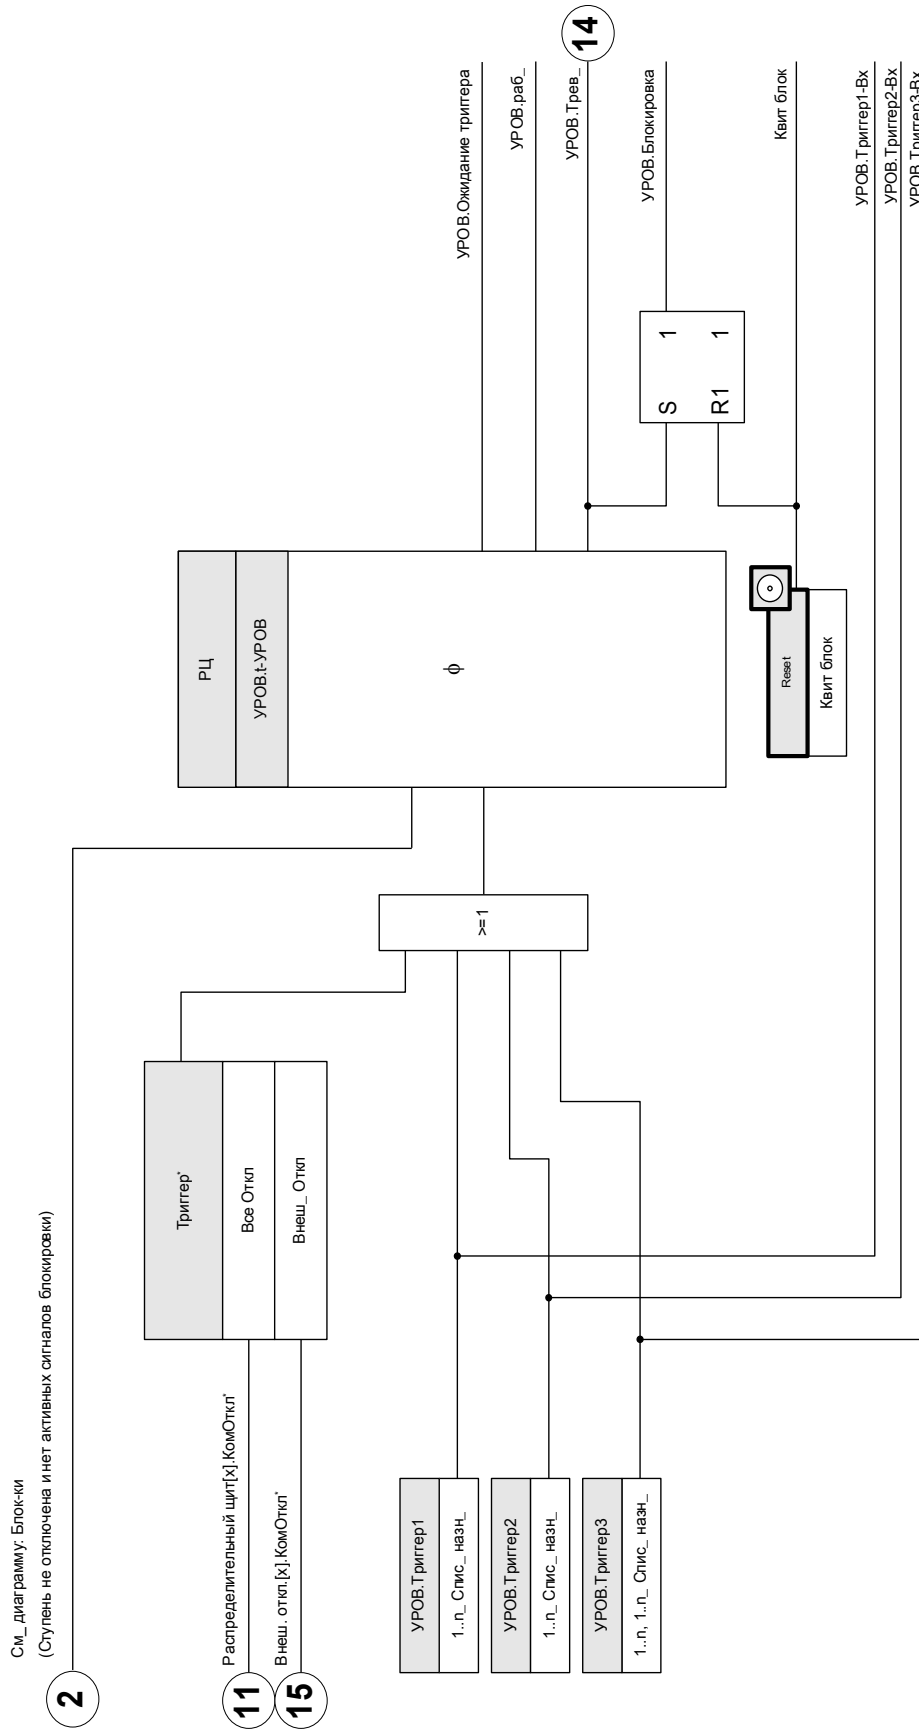 См_ диаграмму: Блок-ки
(Ступень не отключена и нет активных сигналов блокировки)
2
Распределительный щит[x].КомОткл*
11
Внеш. откл.[x].КомОткл*
15
Триггер*
Все Откл
Внеш_ Откл
УРОВ.Триггер1
1..n_ Спис_ назн_
УРОВ.Триггер2
1..n_ Спис_ назн_
УРОВ.Триггер3
1..n, 1..n_ Спис_ назн_
>=1
РЦ
УРОВ.t-УРОВ
ф
Reset
Квит блок
S 1
R1 1
УРОВ.Ожидание триггера
УРОВ.раб_
УРОВ.Трев_
14
УРОВ.Блокировка
Квит блок
УРОВ.Триггер1-Вх
УРОВ.Триггер2-Вх
УРОВ.Триггер3-Вх